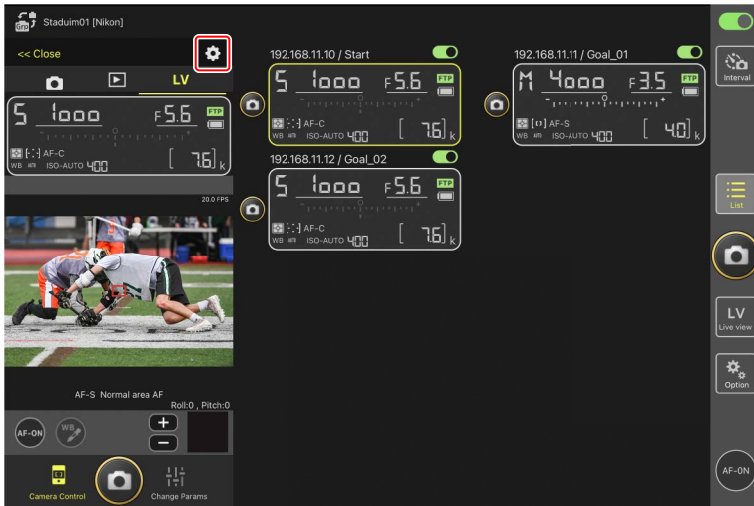 GRP
Staduim01 [Nikon]
<< Close
LV
S 1000 F5.6 FTP
AF-C
WB ISO-AUTO 400 [ 7.6] k
20.0 FPS
AF-S Normal area AF
Roll:0 , Pitch:0
AF-ON
WB
Camera Control
Change Params
192.168.11.10 / Start
S 1000 F5.6 FTP
AF-C
WB ISO-AUTO 400 [ 7.6] k
192.168.11.11 / Goal_01
M 4000 F3.5 FTP
AF-S
WB ISO-AUTO 400 [ 4.0] k
192.168.11.12 / Goal_02
S 1000 F5.6 FTP
AF-C
WB ISO-AUTO 400 [ 7.6] k
Interval
List
LV
Live view
Option
AF-ON